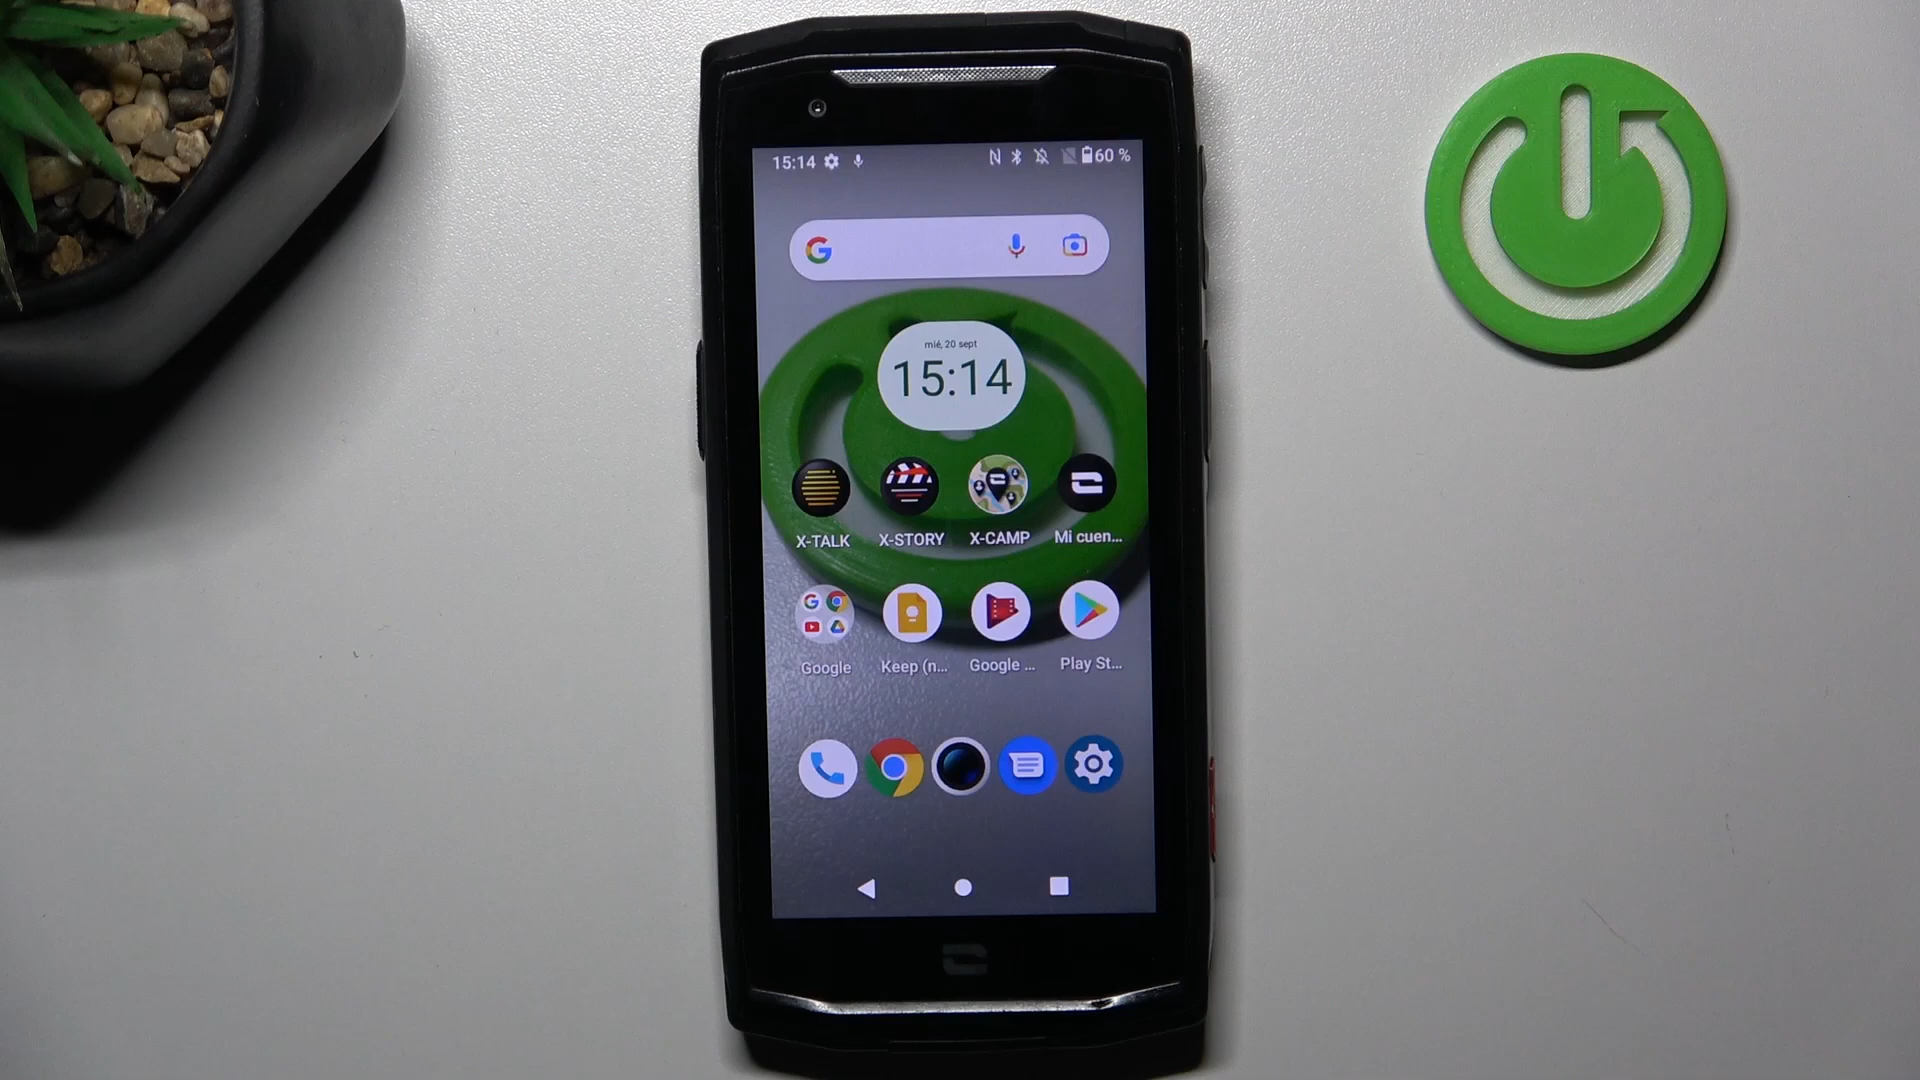 15:14 60 %
mié, 20 sept
15:14
X-TALK X-STORY X-CAMP Mi cuen...
Google Keep (n... Google ... Play St...